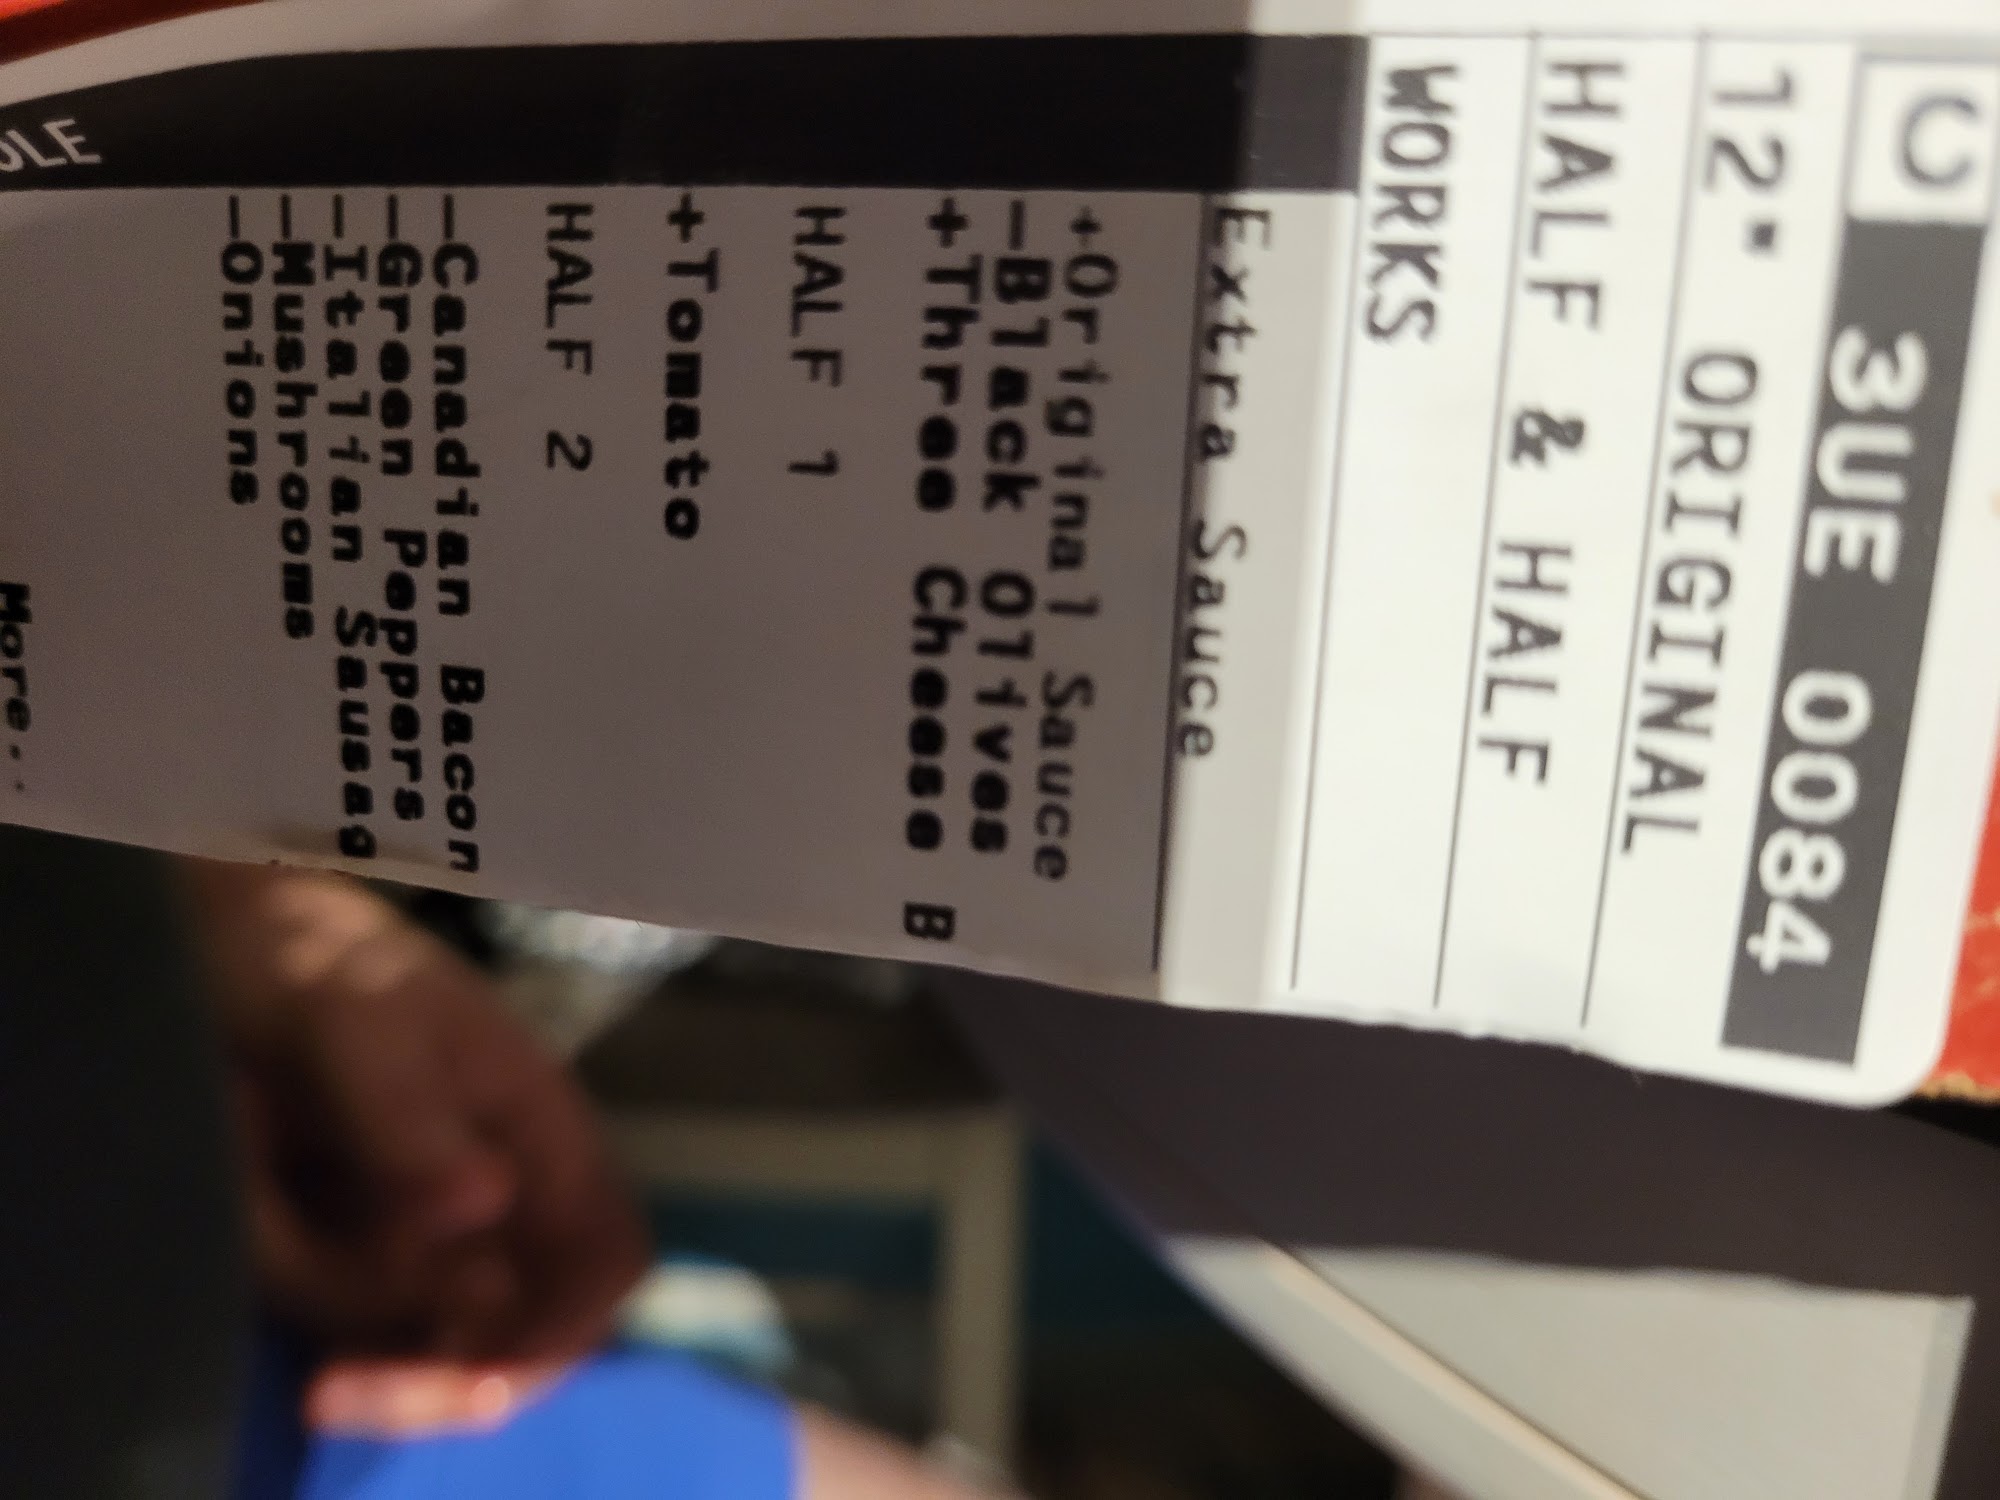 C 3UE 0084
12" ORIGINAL
HALF & HALF
WORKS
Extra Sauce
+Original Sauce
—Black Olives
+Three Cheese B
HALF 1
+Tomato
HALF 2
—Canadian Bacon
—Green Peppers
—Italian Sausag
—Mushrooms
—Onions
More..